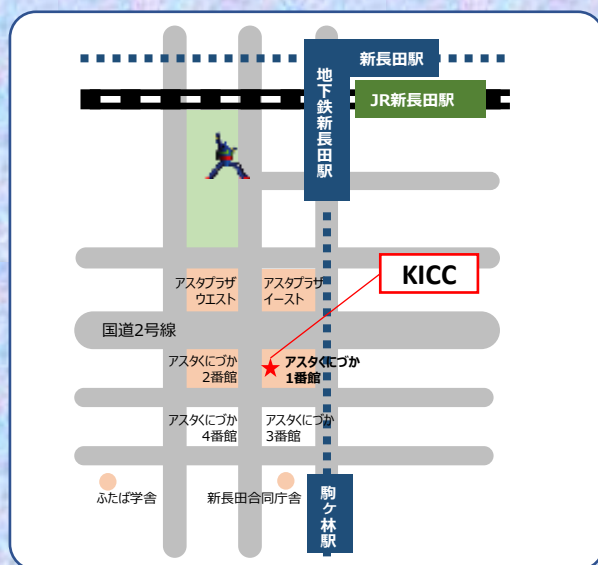 新長田駅
地下鉄新長田駅
JR新長田駅
KICC
アスタプラザ
ウエスト
アスタプラザ
イースト
国道2号線
アスタくにづか
2番館
アスタくにづか
1番館
アスタくにづか
4番館
アスタくにづか
3番館
ふたば学舎
新長田合同庁舎
駒ケ林駅